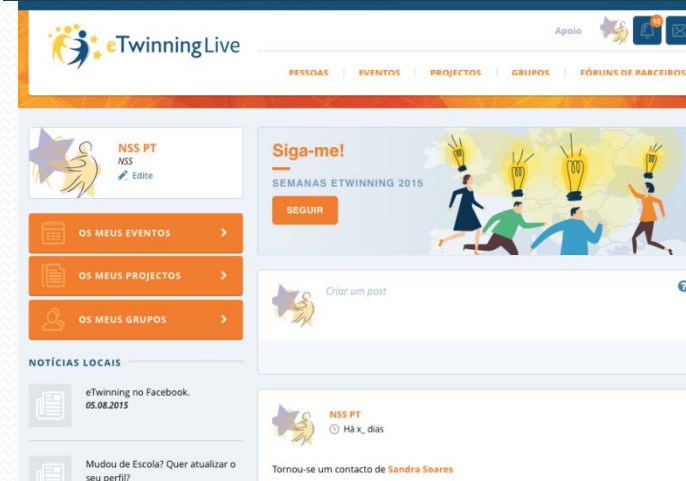 eTwinning Live
Apoio
10
PESSOAS
EVENTOS
PROJECTOS
GRUPOS
FÓRUNS DE PARCEIROS
NSS PT
NSS
Edite
OS MEUS EVENTOS
OS MEUS PROJECTOS
OS MEUS GRUPOS
NOTÍCIAS LOCAIS
eTwinning no Facebook.
05.08.2015
Mudou de Escola? Quer atualizar o
seu perfil?
Siga-me!
SEMANAS ETWINNING 2015
SEGUIR
Criar um post
?
NSS PT
Há x_ dias
Tornou-se um contacto de Sandra Soares